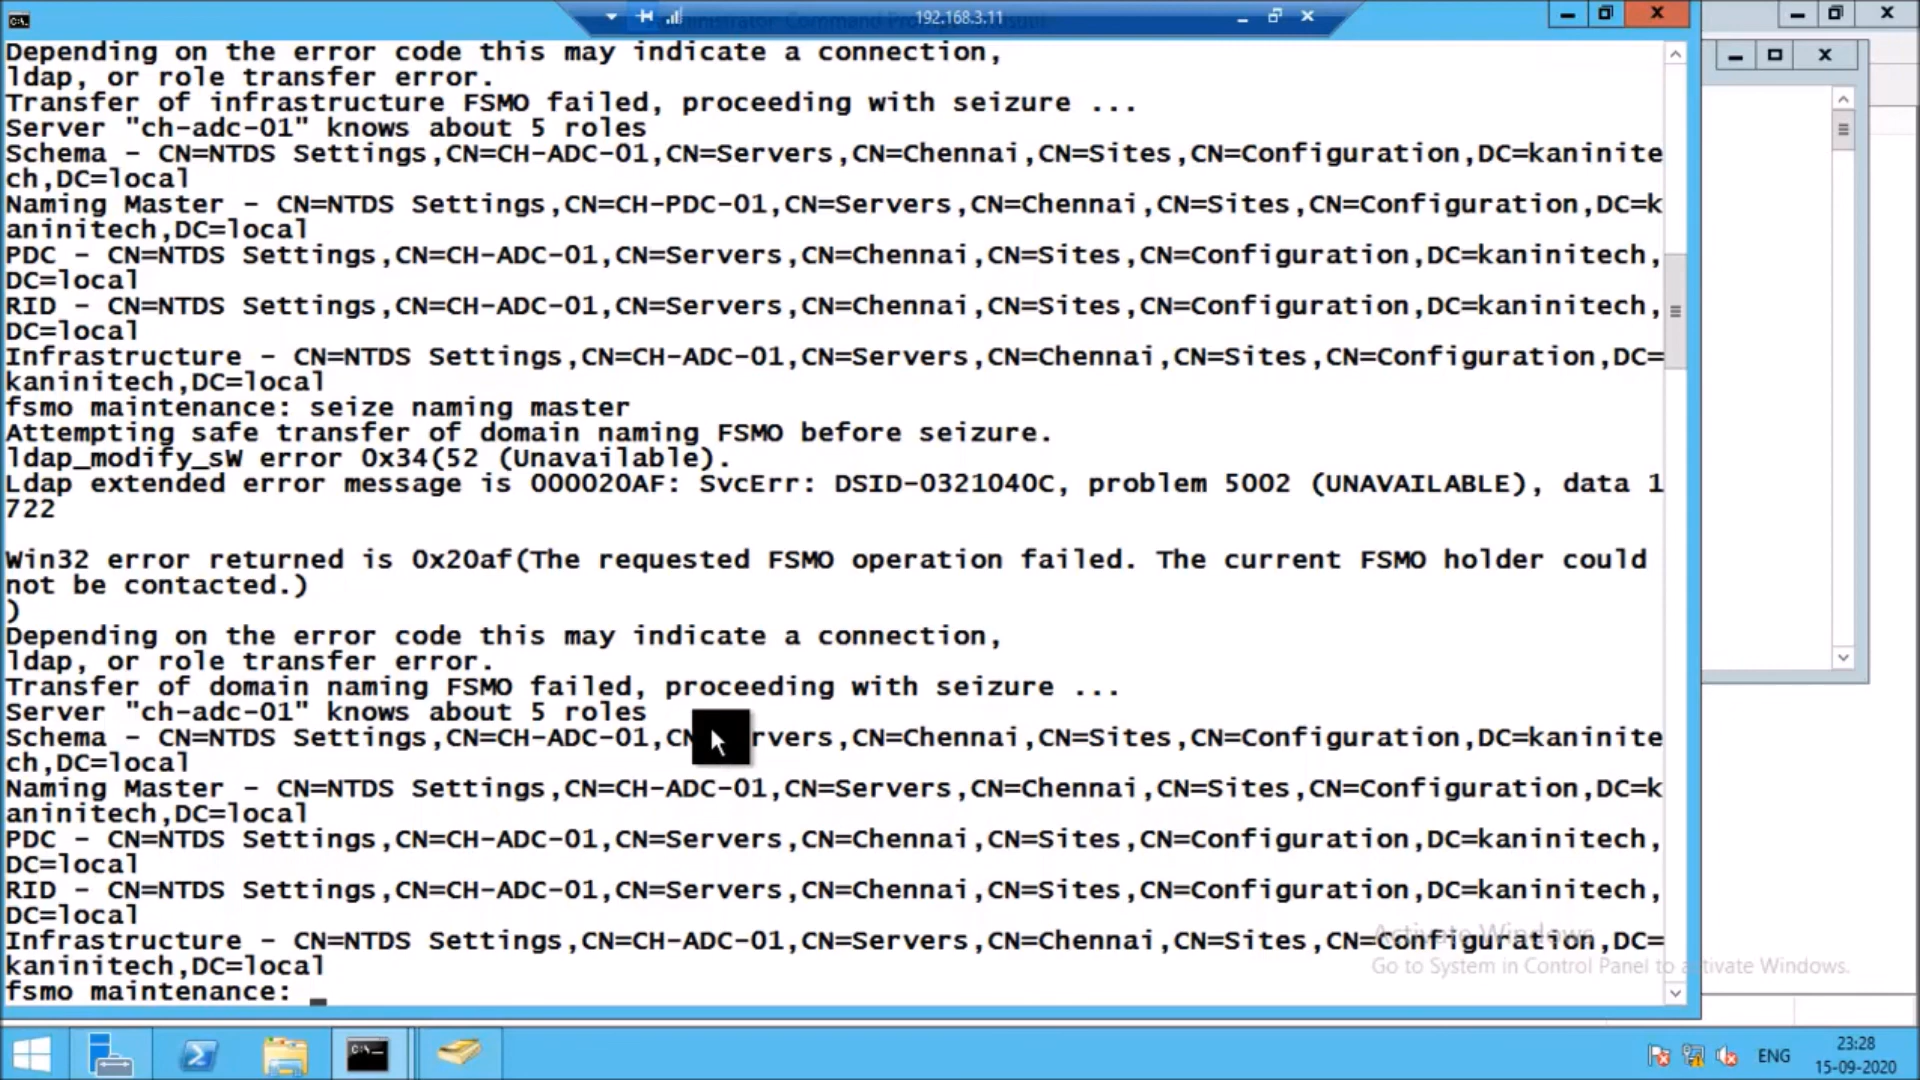 192.168.3.11
Depending on the error code this may indicate a connection,
ldap, or role transfer error.
Transfer of infrastructure FSMO failed, proceeding with seizure ...
Server "ch-adc-01" knows about 5 roles
Schema - CN=NTDS Settings,CN=CH-ADC-01,CN=Servers,CN=Chennai,CN=Sites,CN=Configuration,DC=kaninite
ch,DC=local
Naming Master - CN=NTDS Settings,CN=CH-PDC-01,CN=Servers,CN=Chennai,CN=Sites,CN=Configuration,DC=k
aninitech,DC=local
PDC - CN=NTDS Settings,CN=CH-ADC-01,CN=Servers,CN=Chennai,CN=Sites,CN=Configuration,DC=kaninitech,
DC=local
RID - CN=NTDS Settings,CN=CH-ADC-01,CN=Servers,CN=Chennai,CN=Sites,CN=Configuration,DC=kaninitech,
DC=local
Infrastructure - CN=NTDS Settings,CN=CH-ADC-01,CN=Servers,CN=Chennai,CN=Sites,CN=Configuration,DC=
kaninitech,DC=local
fsmo maintenance: seize naming master
Attempting safe transfer of domain naming FSMO before seizure.
ldap_modify_sW error 0x34(52 (Unavailable).
Ldap extended error message is 000020AF: SvcErr: DSID-0321040C, problem 5002 (UNAVAILABLE), data 1
722
Win32 error returned is 0x20af(The requested FSMO operation failed. The current FSMO holder could
not be contacted.)
)
Depending on the error code this may indicate a connection,
ldap, or role transfer error.
Transfer of domain naming FSMO failed, proceeding with seizure ...
Server "ch-adc-01" knows about 5 roles
Schema - CN=NTDS Settings,CN=CH-ADC-01,CN rvers,CN=Chennai,CN=Sites,CN=Configuration,DC=kaninite
ch,DC=local
Naming Master - CN=NTDS Settings,CN=CH-ADC-01,CN=Servers,CN=Chennai,CN=Sites,CN=Configuration,DC=k
aninitech,DC=local
PDC - CN=NTDS Settings,CN=CH-ADC-01,CN=Servers,CN=Chennai,CN=Sites,CN=Configuration,DC=kaninitech,
DC=local
RID - CN=NTDS Settings,CN=CH-ADC-01,CN=Servers,CN=Chennai,CN=Sites,CN=Configuration,DC=kaninitech,
DC=local
Infrastructure - CN=NTDS Settings,CN=CH-ADC-01,CN=Servers,CN=Chennai,CN=Sites,CN=Configuration,DC=
kaninitech,DC=local
fsmo maintenance:
Activate Windows
Go to System in Control Panel to activate Windows.
ENG
23:28
15-09-2020